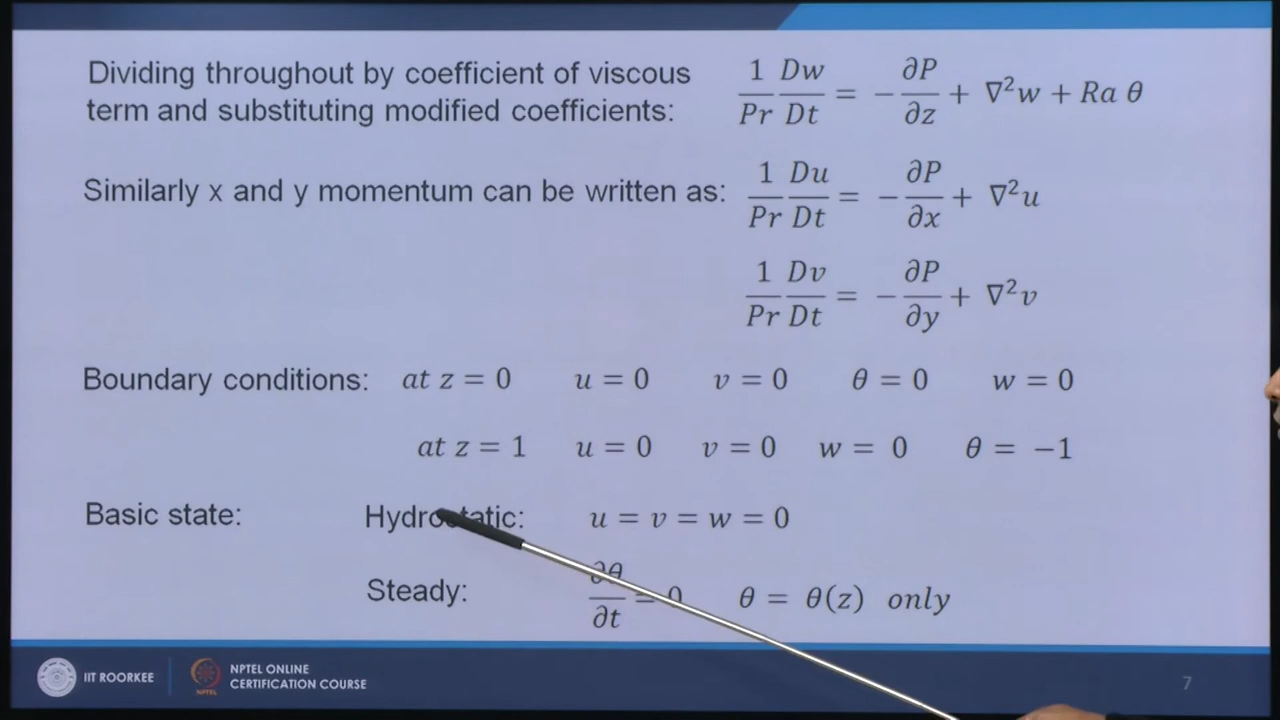 Dividing throughout by coefficient of viscous
term and substituting modified coefficients:
1/Pr Dw/Dt = − ∂P/∂z + ∇²w + Ra θ
Similarly x and y momentum can be written as:
1/Pr Du/Dt = − ∂P/∂x + ∇²u
1/Pr Dv/Dt = − ∂P/∂y + ∇²v
Boundary conditions: at z = 0 u = 0 v = 0 θ = 0 w = 0
at z = 1 u = 0 v = 0 w = 0 θ = −1
Basic state: Hydrostatic: u = v = w = 0
Steady: ∂θ/∂t = 0 θ = θ(z) only
IIT ROORKEE
NPTEL
NPTEL ONLINE
CERTIFICATION COURSE
7